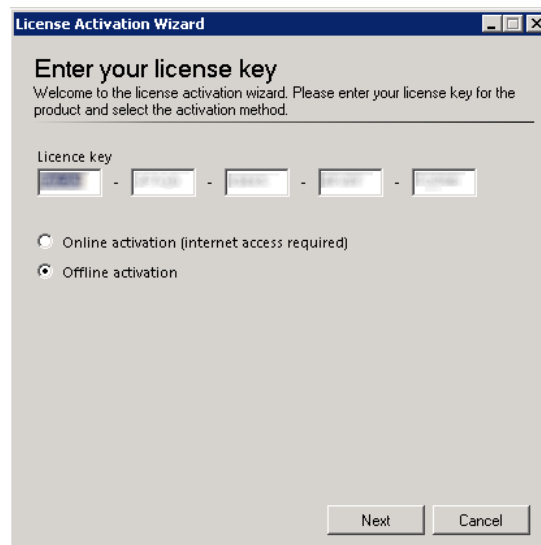 License Activation Wizard
Enter your license key
Welcome to the license activation wizard. Please enter your license key for the
product and select the activation method.
Licence key
- - - -
Online activation (internet access required)
Offline activation
Next Cancel